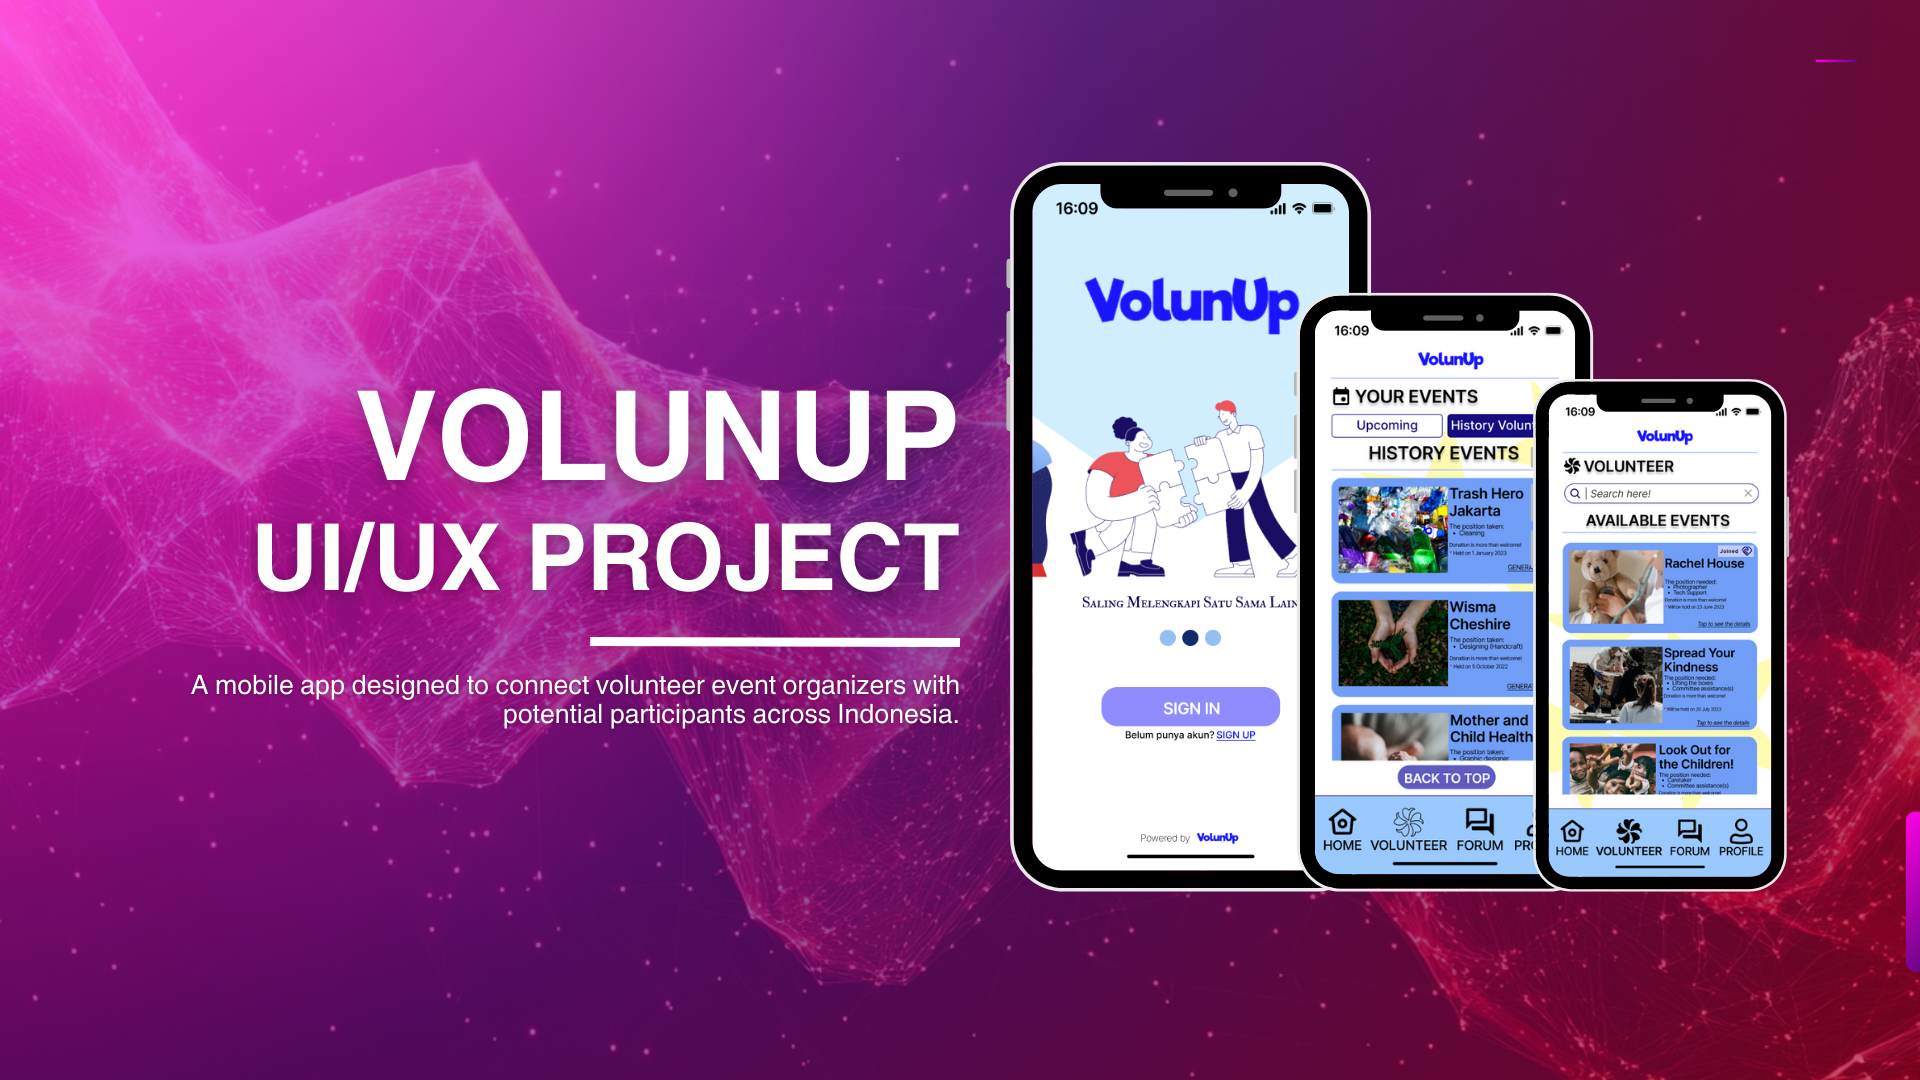 VOLUNUP
UI/UX PROJECT
A mobile app designed to connect volunteer event organizers with
potential participants across Indonesia.
16:09
VolunUp
SALING MELENGKAPI SATU SAMA LAIN
SIGN IN
Belum punya akun? SIGN UP
Powered by VolunUp
16:09
VolunUp
YOUR EVENTS
Upcoming
History Volun
HISTORY EVENTS
Trash Hero
Jakarta
The position taken:
• Cleaning
Donation is more than welcome!
* Held on 1 January 2023
GENERA
Wisma
Cheshire
The position taken:
• Designing (Handcraft)
Donation is more than welcome!
* Held on 5 October 2022
GENERA
Mother and
Child Health
The position taken:
• Graphic designer
BACK TO TOP
HOME
VOLUNTEER
FORUM
PR
16:09
VolunUp
VOLUNTEER
Search here!
AVAILABLE EVENTS
Joined
Rachel House
The position needed:
• Photographer
• Tech Support
Donation is more than welcome!
* Will be held on 23 June 2023
Tap to see the details
Spread Your
Kindness
The position needed:
• Lifting the boxes
• Committee assistance(s)
Donation is more than welcome!
* Will be held on 20 July 2023
Tap to see the details
Look Out for
the Children!
The position needed:
• Caretaker
• Committee assistance(s)
Donation is more than welcome!
HOME
VOLUNTEER
FORUM
PROFILE